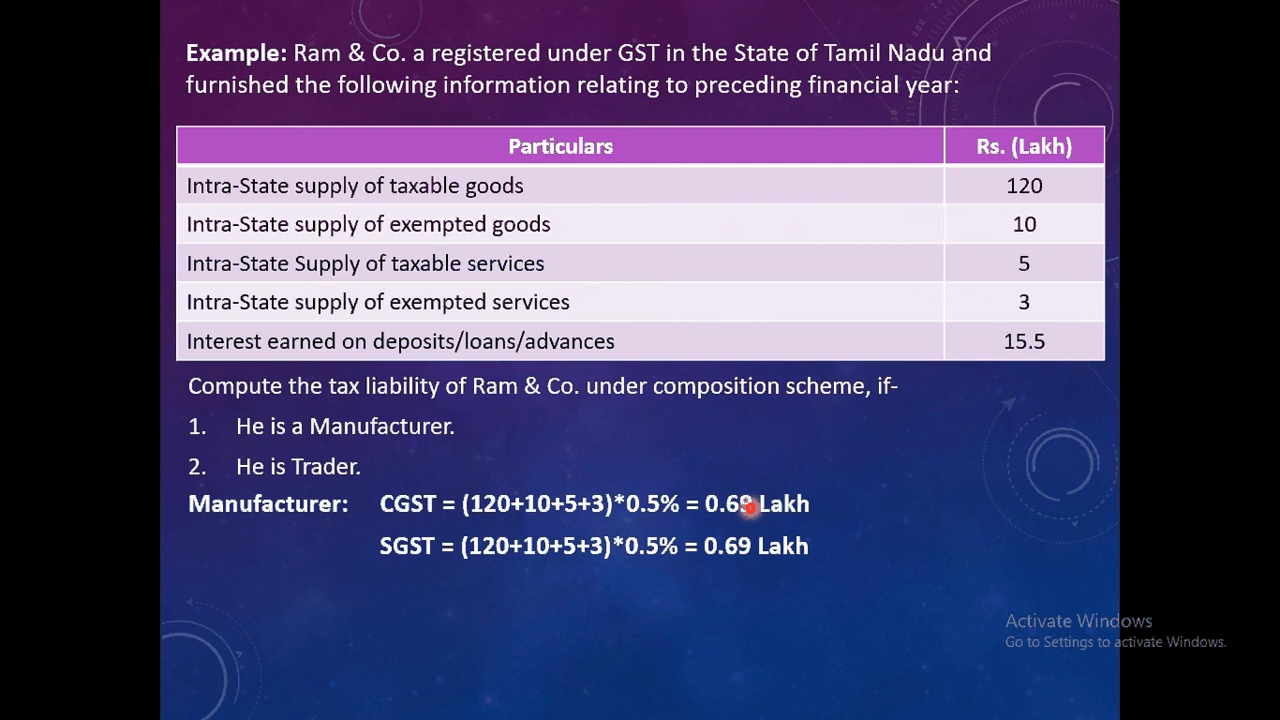 Example: Ram & Co. a registered under GST in the State of Tamil Nadu and
furnished the following information relating to preceding financial year:
Particulars Rs. (Lakh)
Intra-State supply of taxable goods 120
Intra-State supply of exempted goods 10
Intra-State Supply of taxable services 5
Intra-State supply of exempted services 3
Interest earned on deposits/loans/advances 15.5
Compute the tax liability of Ram & Co. under composition scheme, if-
1. He is a Manufacturer.
2. He is Trader.
Manufacturer: CGST = (120+10+5+3)*0.5% = 0.69 Lakh
SGST = (120+10+5+3)*0.5% = 0.69 Lakh
Activate Windows
Go to Settings to activate Windows.